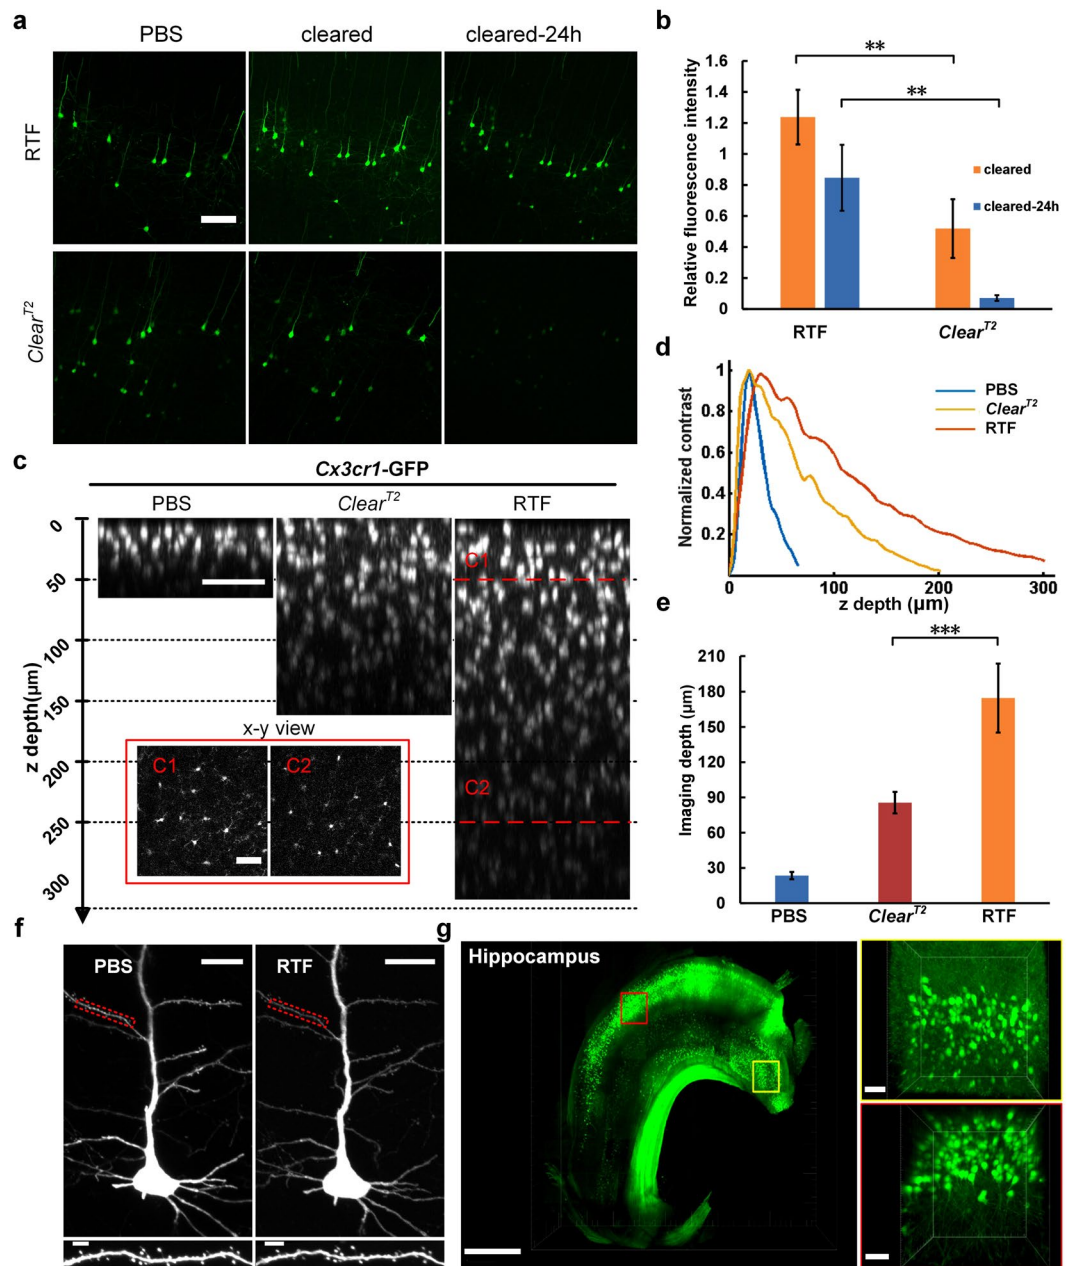 a
PBS
cleared
cleared-24h
RTF
Clear^T2
b
Relative fluorescence intensity
1.6
1.4
1.2
1
0.8
0.6
0.4
0.2
0
**
**
cleared
cleared-24h
RTF
Clear^T2
c
Cx3cr1-GFP
PBS
Clear^T2
RTF
z depth(μm)
0
50
100
150
200
250
300
C1
C2
x-y view
C1
C2
d
Normalized contrast
1
0.8
0.6
0.4
0.2
PBS
Clear^T2
RTF
0
100
200
300
z depth (μm)
e
Imaging depth (μm)
210
180
150
120
90
60
30
0
***
PBS
Clear^T2
RTF
f
PBS
RTF
g
Hippocampus